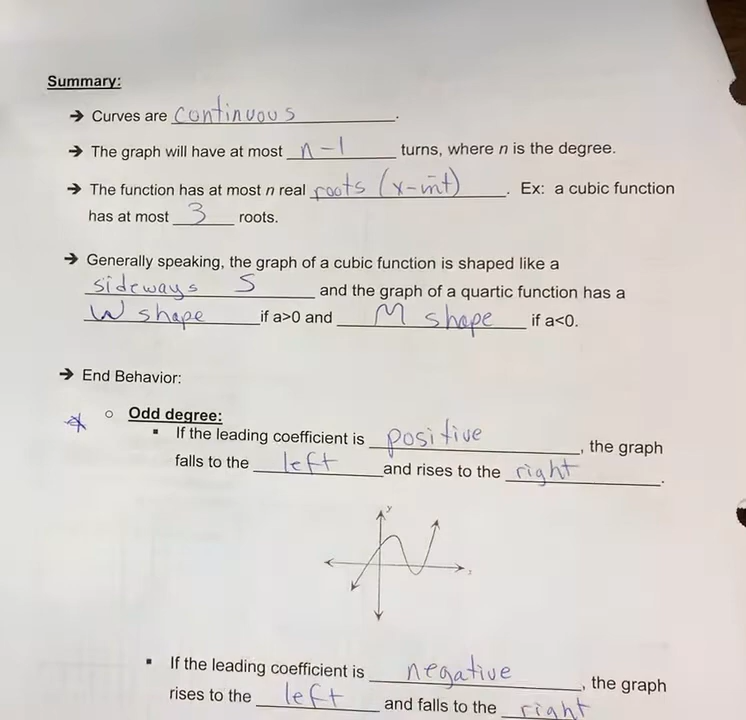 Summary:
→ Curves are continuous.
→ The graph will have at most n-1 turns, where n is the degree.
→ The function has at most n real roots (x-int). Ex: a cubic function
has at most 3 roots.
→ Generally speaking, the graph of a cubic function is shaped like a
sideways S and the graph of a quartic function has a
W shape if a>0 and M shape if a<0.
→ End Behavior:
○ Odd degree:
▪ If the leading coefficient is positive, the graph
falls to the left and rises to the right.
y
x
▪ If the leading coefficient is negative, the graph
rises to the left and falls to the right